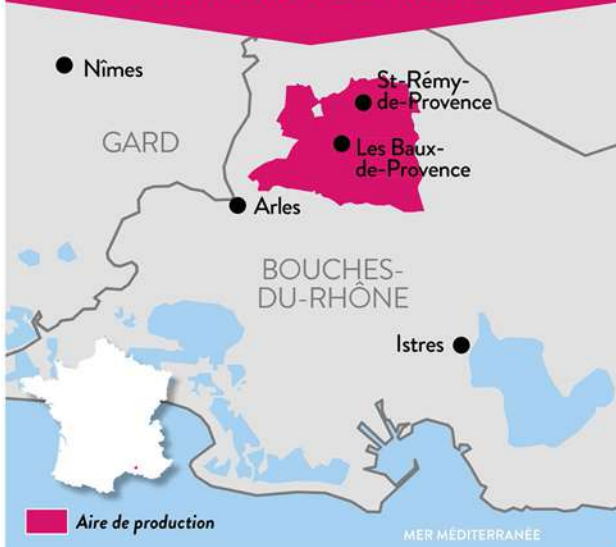 Nîmes
St-Rémy-
de-Provence
GARD
Les Baux-
de-Provence
Arles
BOUCHES-
DU-RHÔNE
Istres
Aire de production
MER MÉDITERRANÉE